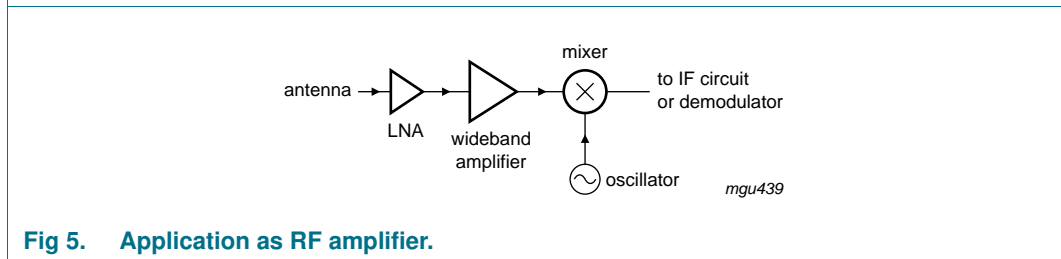 mixer
antenna
to IF circuit
or demodulator
LNA
wideband
amplifier
oscillator
mgu439
Fig 5. Application as RF amplifier.